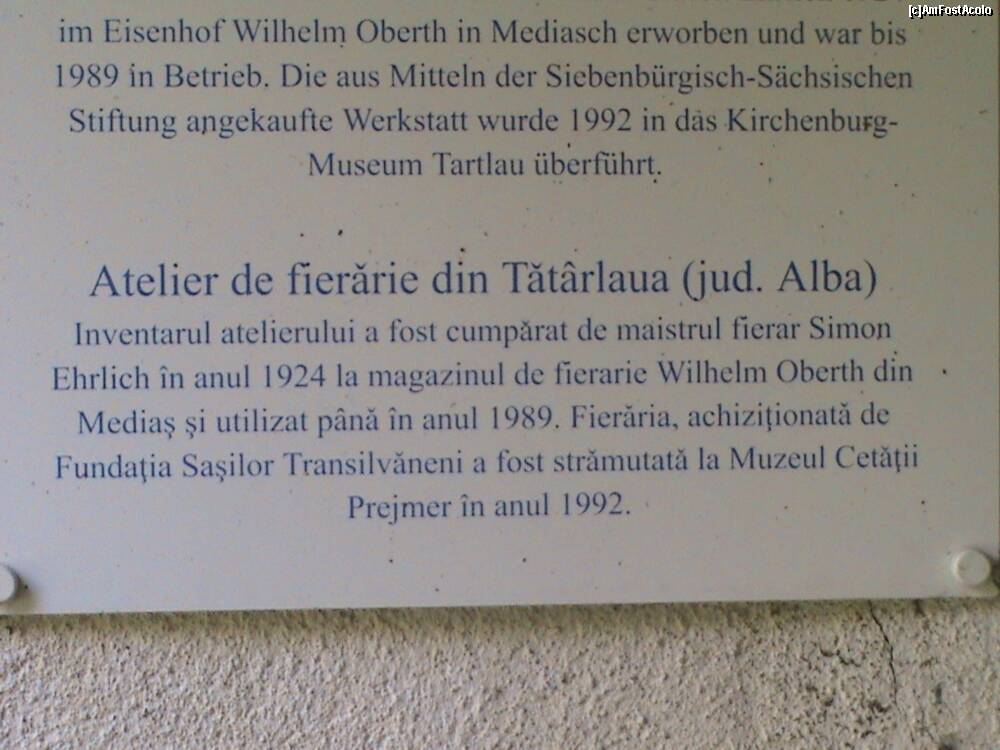 [c]AmFostAcolo
im Eisenhof Wilhelm Oberth in Mediasch erworben und war bis
1989 in Betrieb. Die aus Mitteln der Siebenbürgisch-Sächsischen
Stiftung angekaufte Werkstatt wurde 1992 in das Kirchenburg-
Museum Tartlau überführt.
Atelier de fierărie din Tătârlaua (jud. Alba)
Inventarul atelierului a fost cumpărat de maistrul fierar Simon
Ehrlich în anul 1924 la magazinul de fierarie Wilhelm Oberth din
Mediaş şi utilizat până în anul 1989. Fierăria, achiziţionată de
Fundaţia Saşilor Transilvăneni a fost strămutată la Muzeul Cetăţii
Prejmer în anul 1992.